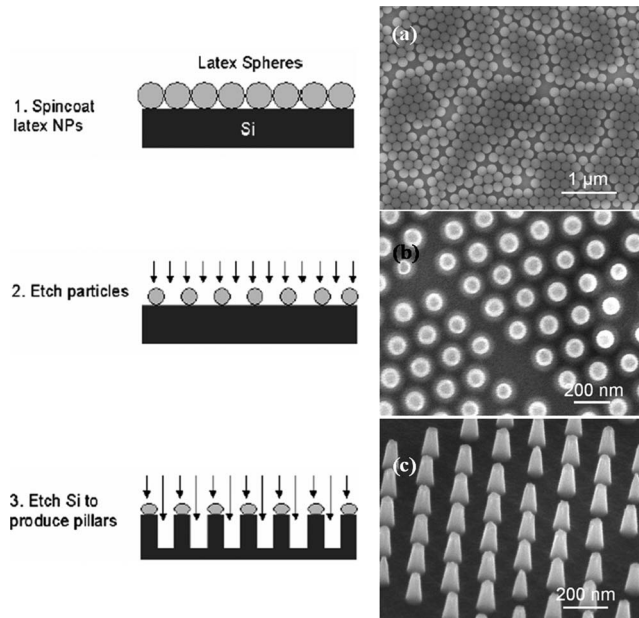 Latex Spheres
1. Spincoat
latex NPs
Si
(a)
1 µm
2. Etch particles
(b)
200 nm
3. Etch Si to
produce pillars
(c)
200 nm